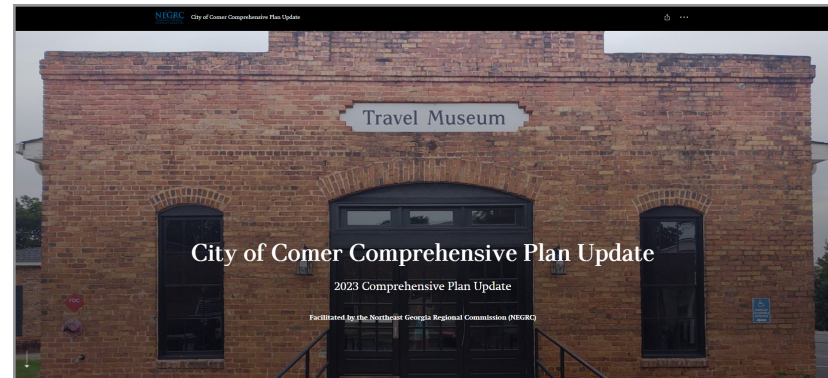 NEGRC
City of Comer Comprehensive Plan Update
Travel Museum
City of Comer Comprehensive Plan Update
2023 Comprehensive Plan Update
Facilitated by the Northeast Georgia Regional Commission (NEGRC)
FDC